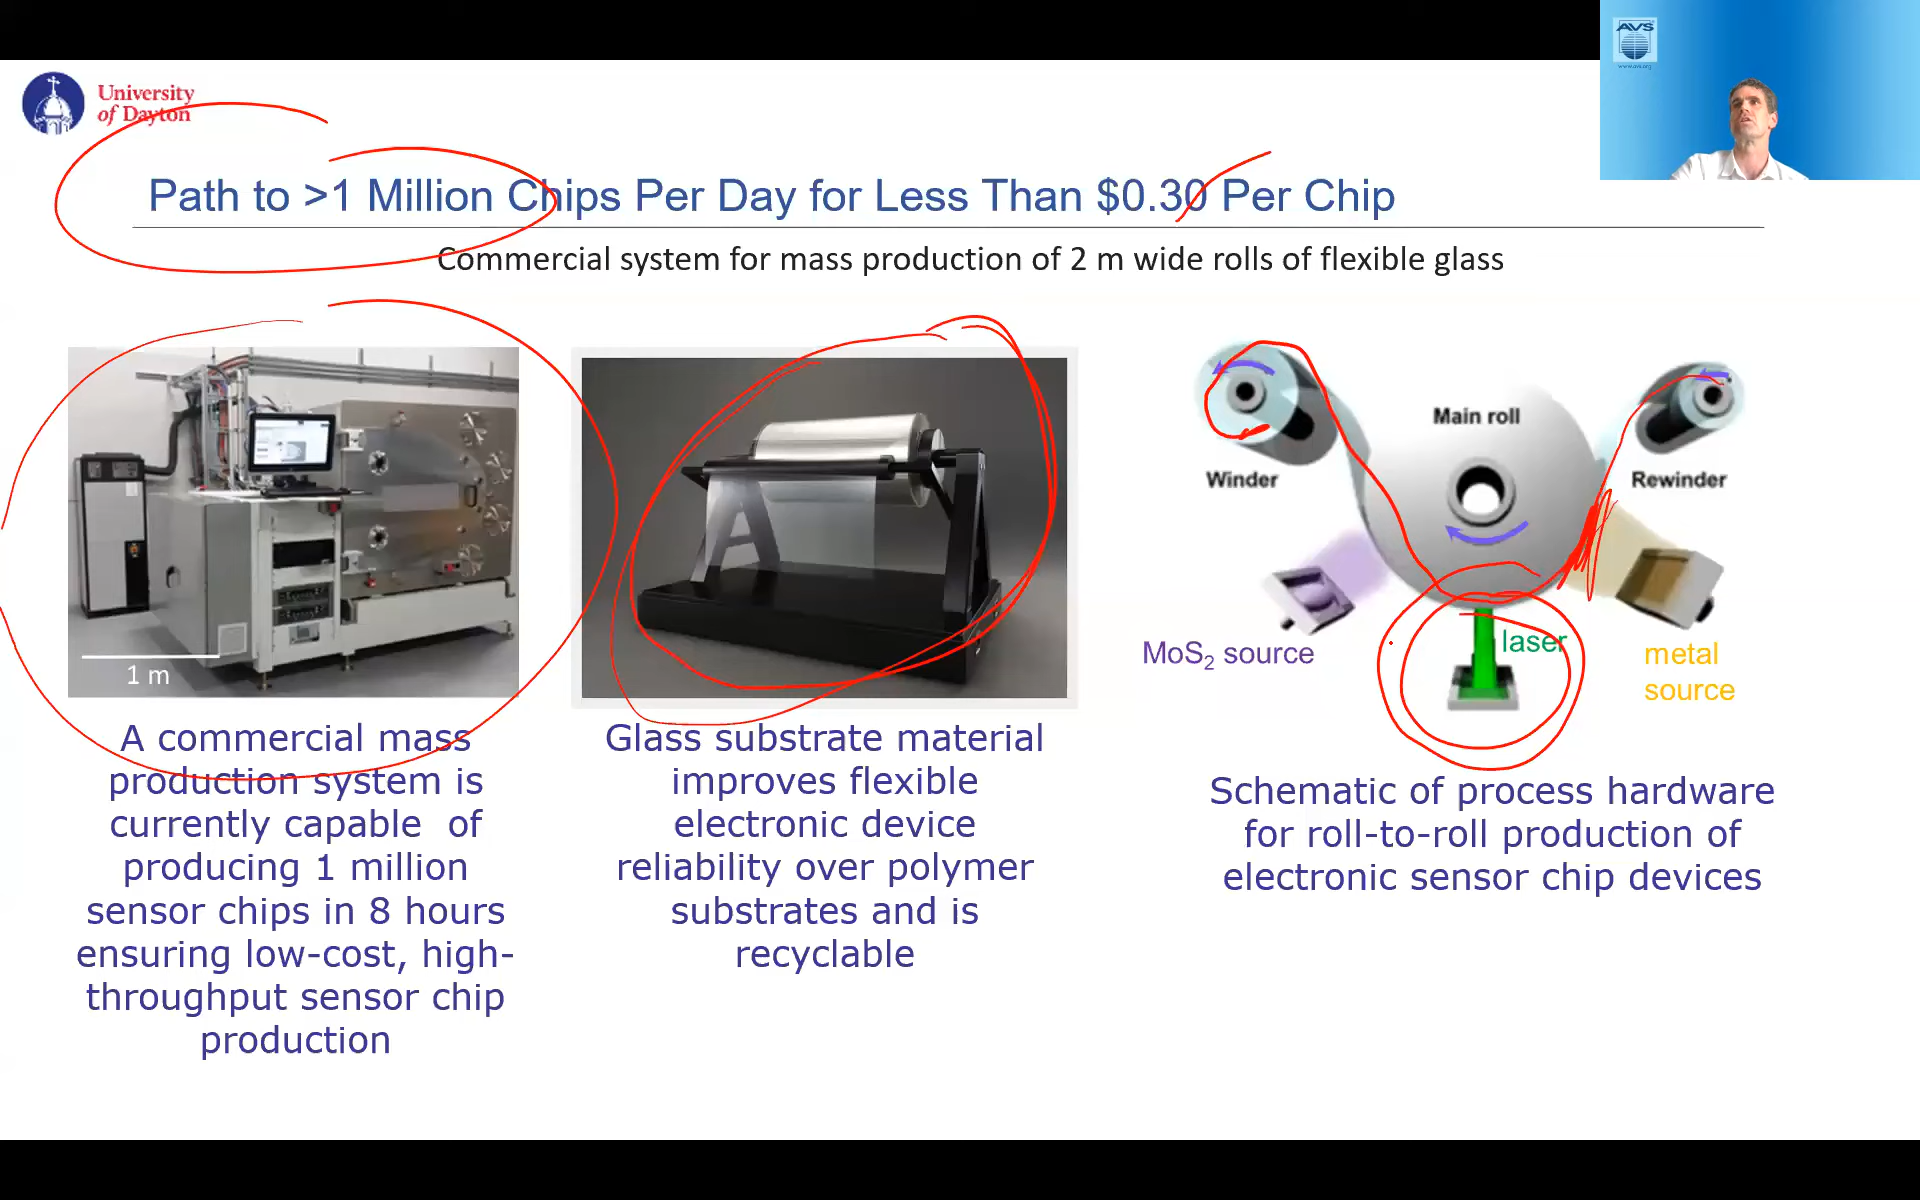 AVS
www.avs.org
University
of Dayton
Path to >1 Million Chips Per Day for Less Than $0.30 Per Chip
Commercial system for mass production of 2 m wide rolls of flexible glass
1 m
A commercial mass
production system is
currently capable  of
producing 1 million
sensor chips in 8 hours
ensuring low-cost, high-
throughput sensor chip
production
Glass substrate material
improves flexible
electronic device
reliability over polymer
substrates and is
recyclable
Main roll
Winder
Rewinder
MoS₂ source
laser
metal
source
Schematic of process hardware
for roll-to-roll production of
electronic sensor chip devices